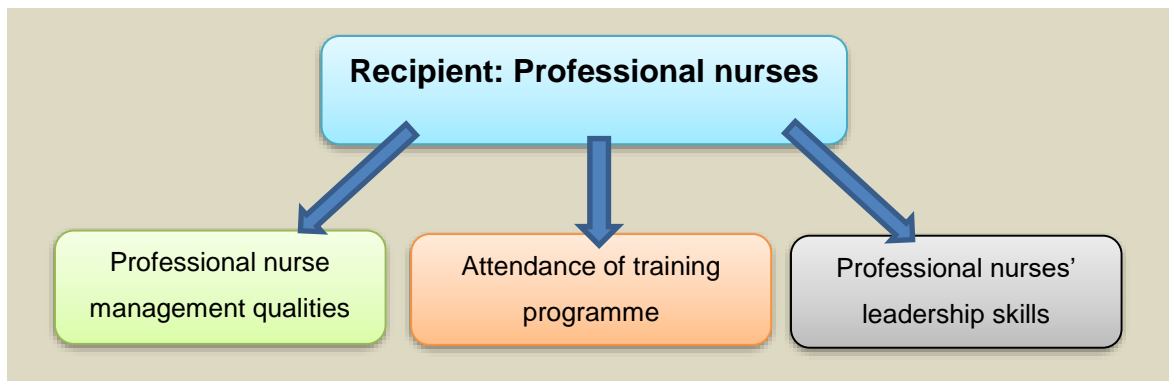 Recipient: Professional nurses
Professional nurse
management qualities
Attendance of training
programme
Professional nurses’
leadership skills